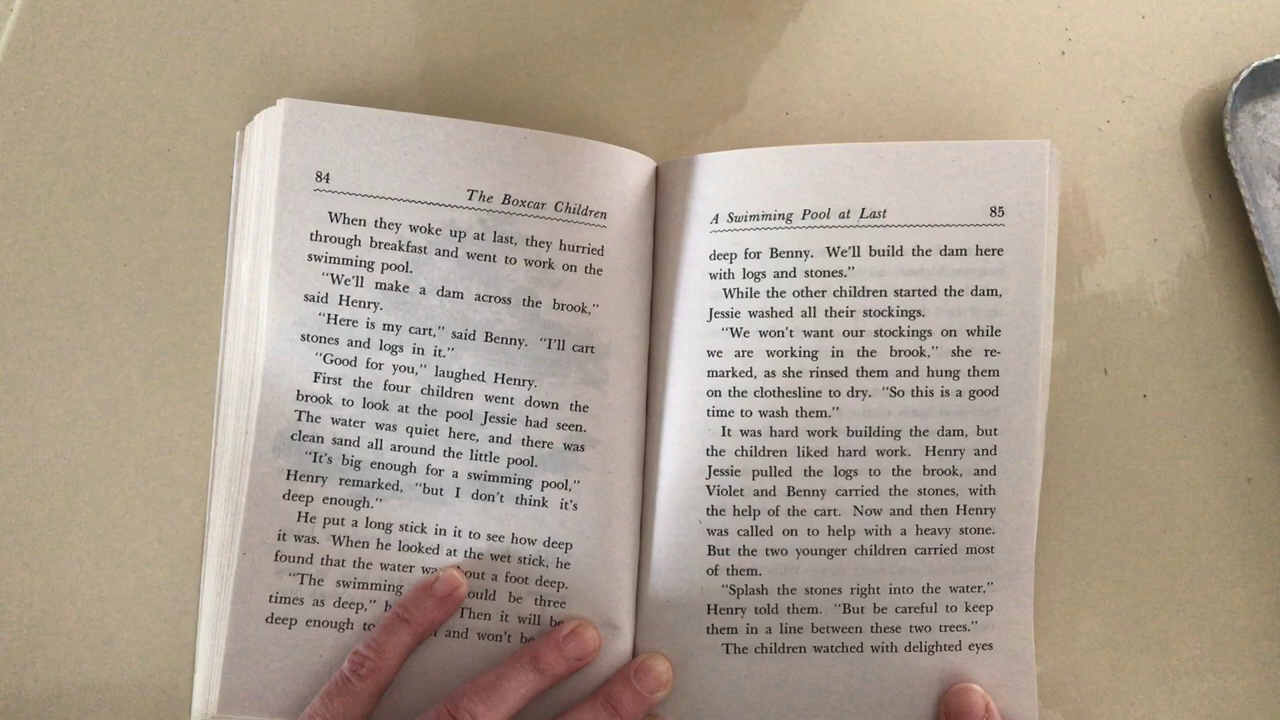 84
The Boxcar Children
When they woke up at last, they hurried
through breakfast and went to work on the
swimming pool.
"We'll make a dam across the brook,"
said Henry.
"Here is my cart," said Benny. "I'll cart
stones and logs in it."
"Good for you," laughed Henry.
First the four children went down the
brook to look at the pool Jessie had seen.
The water was quiet here, and there was
clean sand all around the little pool.
"It's big enough for a swimming pool,"
Henry remarked, "but I don't think it's
deep enough."
He put a long stick in it to see how deep
it was. When he looked at the wet stick, he
found that the water a foot deep.
"The swimming be three
times as deep," Then it will be
deep enough and won't be
A Swimming Pool at Last 85
deep for Benny. We'll build the dam here
with logs and stones."
While the other children started the dam,
Jessie washed all their stockings.
"We won't want our stockings on while
we are working in the brook," she re-
marked, as she rinsed them and hung them
on the clothesline to dry. "So this is a good
time to wash them."
It was hard work building the dam, but
the children liked hard work. Henry and
Jessie pulled the logs to the brook, and
Violet and Benny carried the stones, with
the help of the cart. Now and then Henry
was called on to help with a heavy stone.
But the two younger children carried most
of them.
"Splash the stones right into the water,"
Henry told them. "But be careful to keep
them in a line between these two trees."
The children watched with delighted eyes